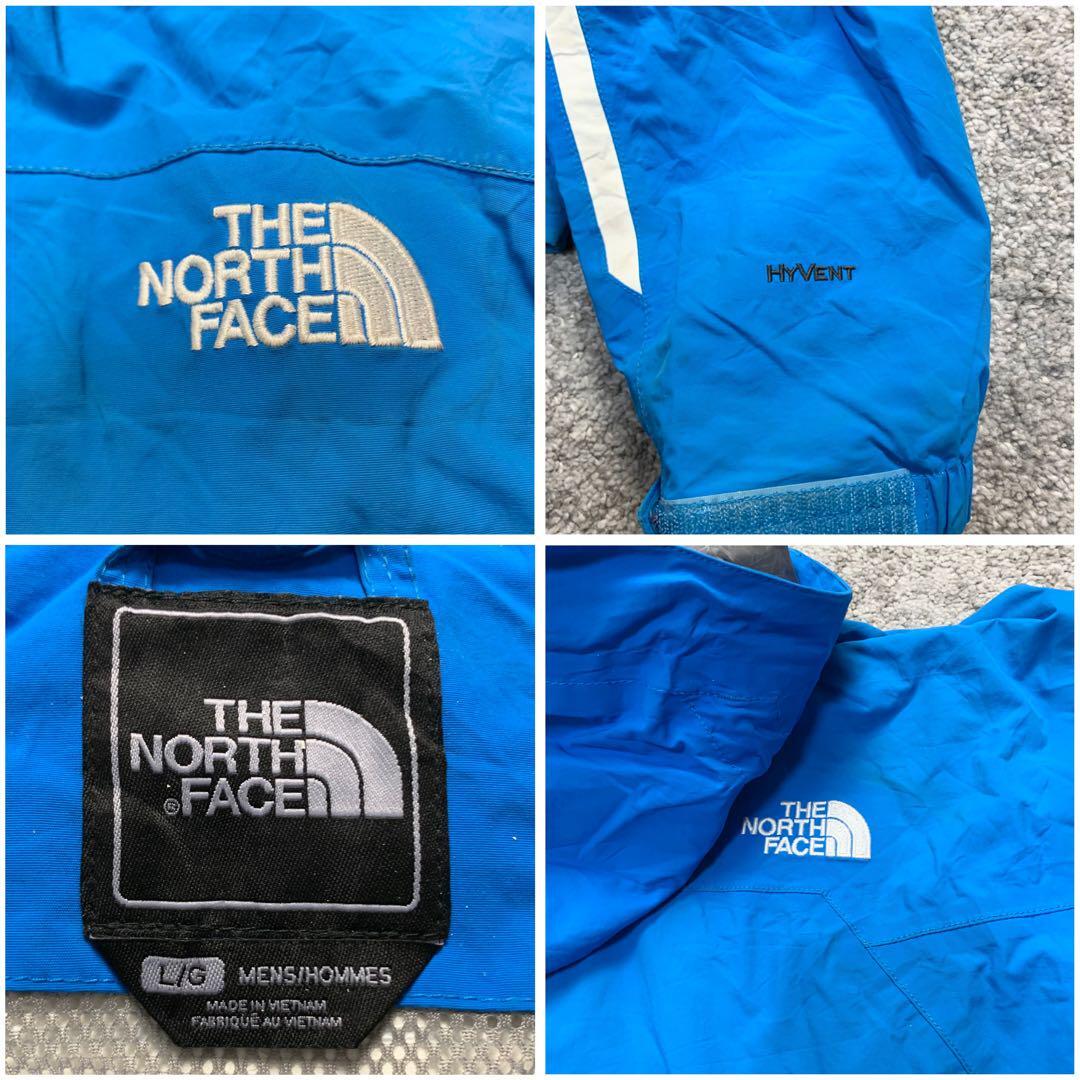 THE
NORTH
FACE
HYVENT
THE
NORTH
® FACE
L/G MENS/HOMMES
MADE IN VIETNAM
FABRIQUÉ AU VIETNAM
THE
NORTH
FACE